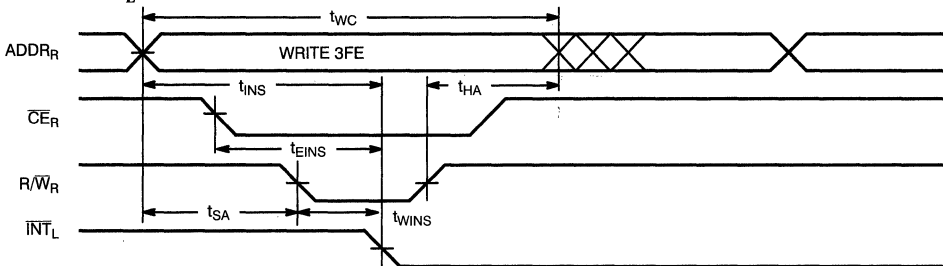 L
tWC
ADDRR
WRITE 3FE
tINS
tHA
CER
tEINS
R/WR
tSA
tWINS
INTL